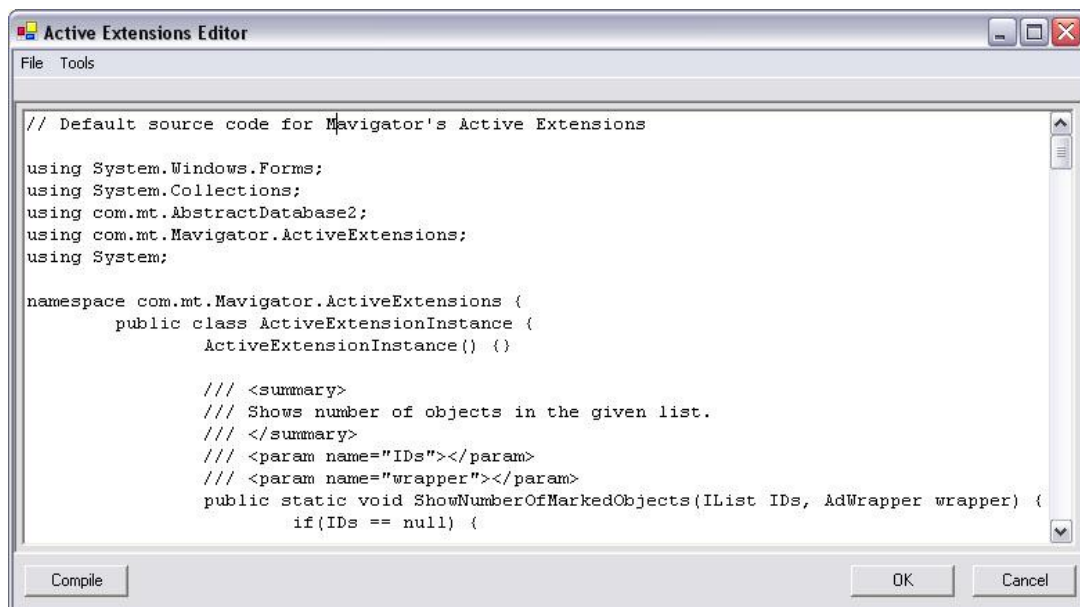 Active Extensions Editor
File Tools
// Default source code for Mavigator's Active Extensions
using System.Windows.Forms;
using System.Collections;
using com.mt.AbstractDatabase2;
using com.mt.Mavigator.ActiveExtensions;
using System;
namespace com.mt.Mavigator.ActiveExtensions {
public class ActiveExtensionInstance {
ActiveExtensionInstance() {}
/// <summary>
/// Shows number of objects in the given list.
/// </summary>
/// <param name="IDs"></param>
/// <param name="wrapper"></param>
public static void ShowNumberOfMarkedObjects(IList IDs, AdWrapper wrapper) {
if(IDs == null) {
Compile OK Cancel